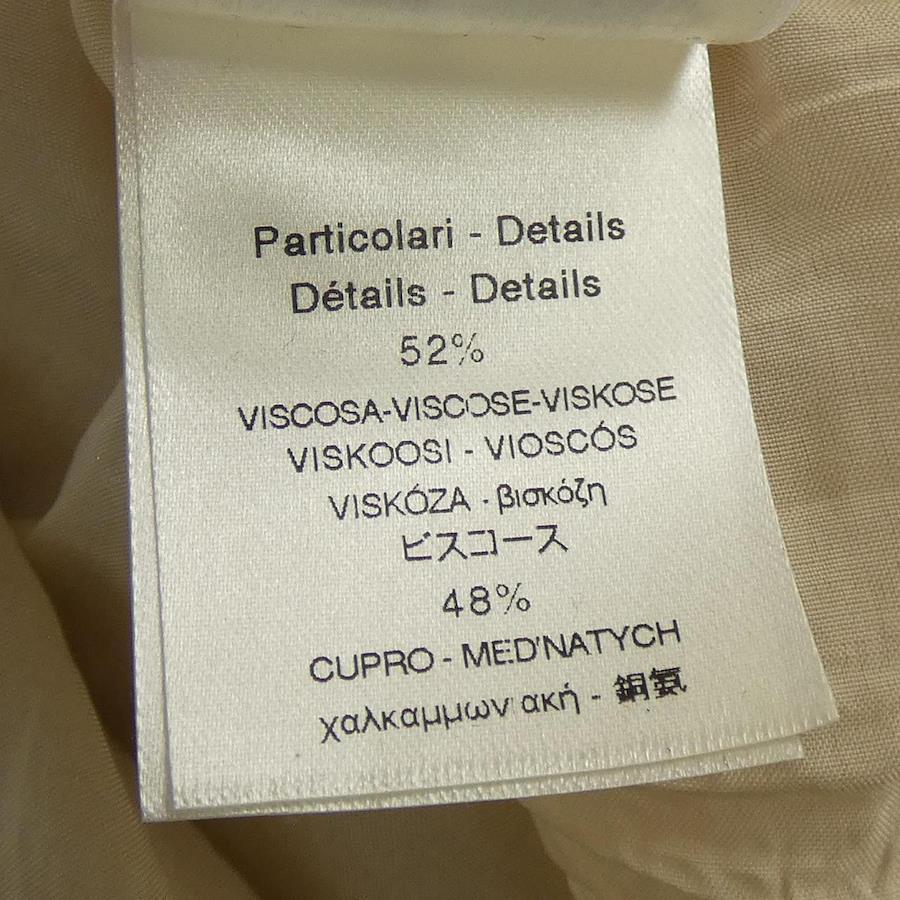 Particolari - Details
Détails - Details
52%
VISCOSA-VISCOSE-VISKOSE
VISKOOSI - VIOSCÓS
VISKÓZA - βισκόζη
ビスコース
48%
CUPRO - MED'NATYCH
χαλκαμμων ακή - 銅氨